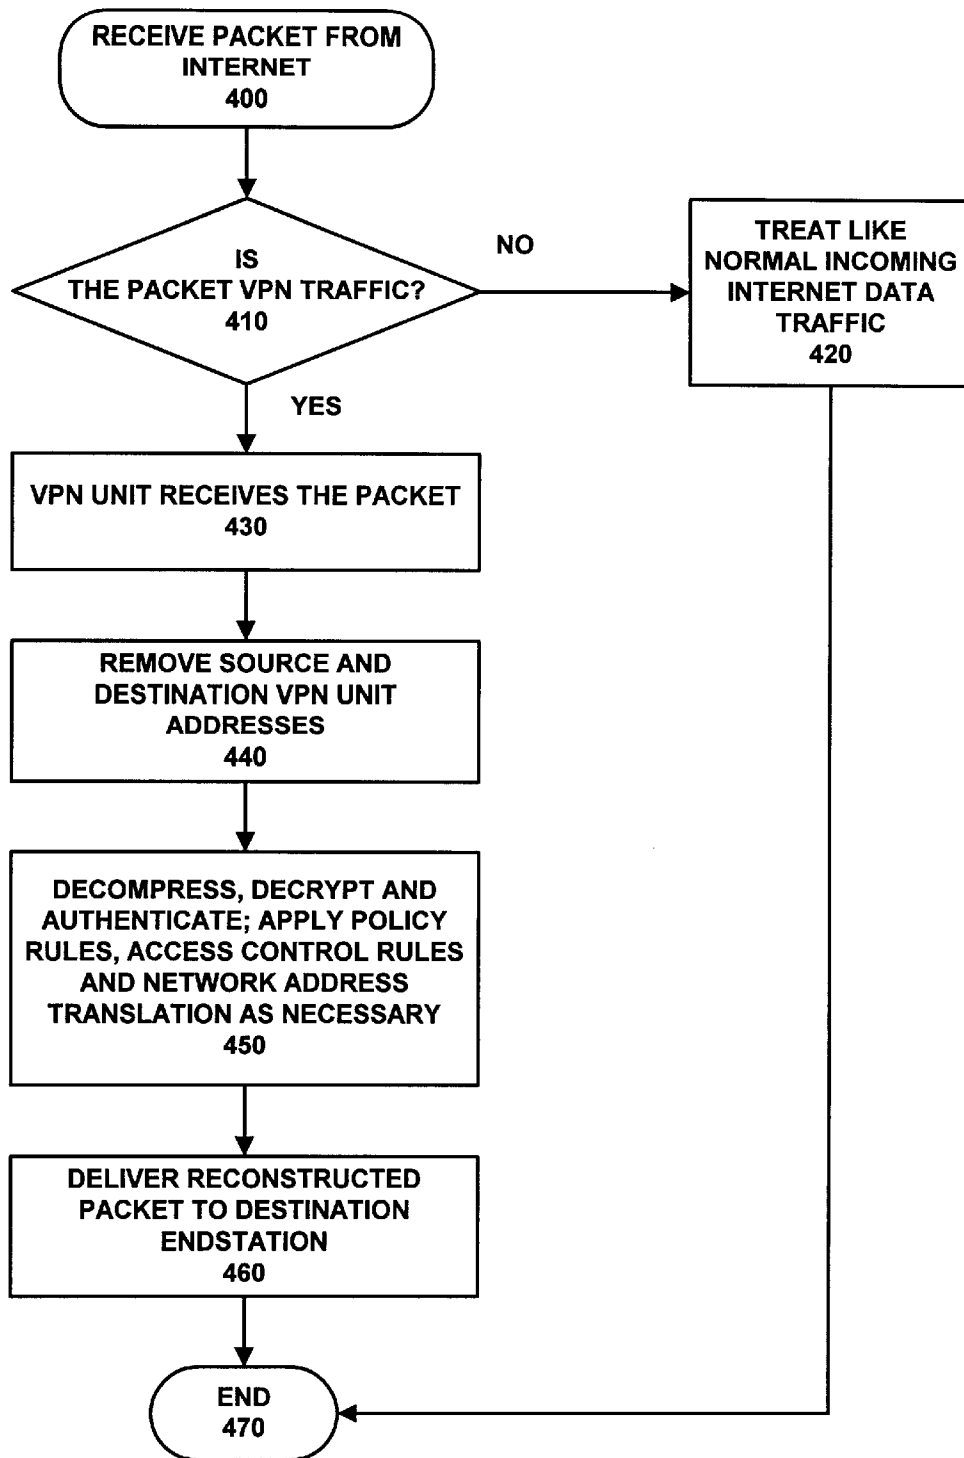 RECEIVE PACKET FROM
INTERNET
400
IS
THE PACKET VPN TRAFFIC?
410
NO
TREAT LIKE
NORMAL INCOMING
INTERNET DATA
TRAFFIC
420
YES
VPN UNIT RECEIVES THE PACKET
430
REMOVE SOURCE AND
DESTINATION VPN UNIT
ADDRESSES
440
DECOMPRESS, DECRYPT AND
AUTHENTICATE; APPLY POLICY
RULES, ACCESS CONTROL RULES
AND NETWORK ADDRESS
TRANSLATION AS NECESSARY
450
DELIVER RECONSTRUCTED
PACKET TO DESTINATION
ENDSTATION
460
END
470